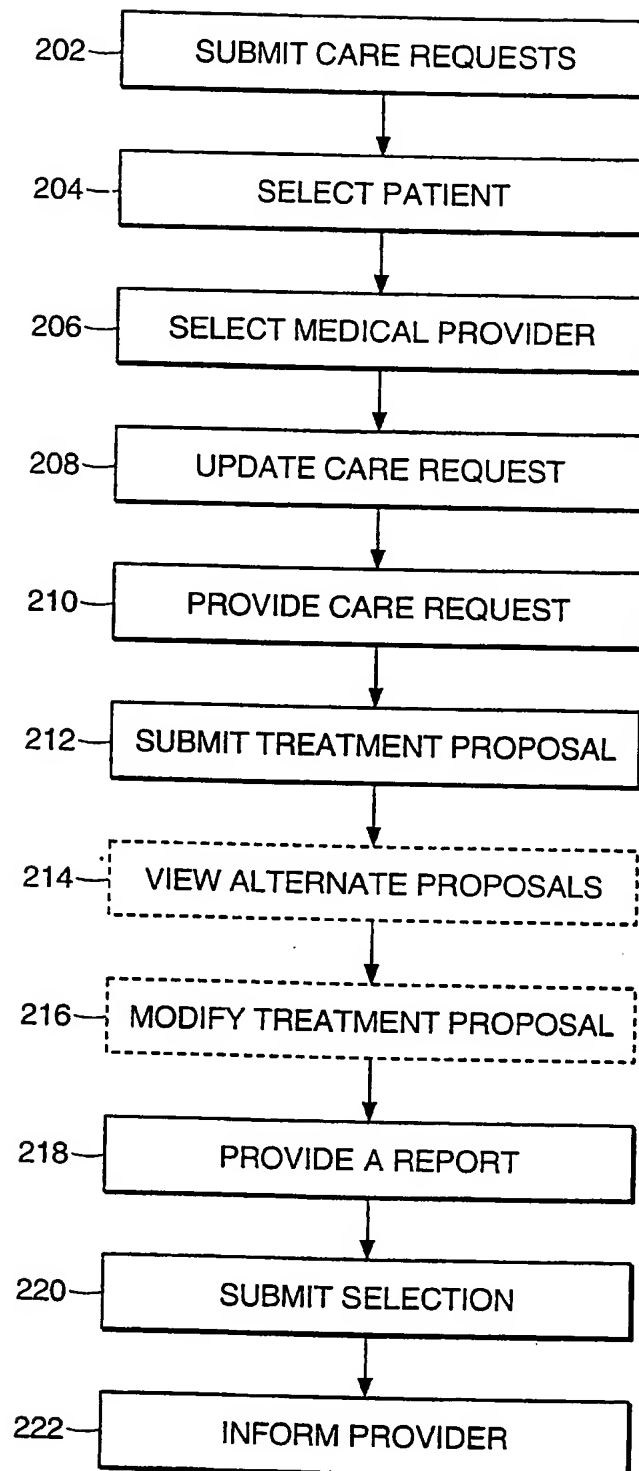 202 SUBMIT CARE REQUESTS
204 SELECT PATIENT
206 SELECT MEDICAL PROVIDER
208 UPDATE CARE REQUEST
210 PROVIDE CARE REQUEST
212 SUBMIT TREATMENT PROPOSAL
214 VIEW ALTERNATE PROPOSALS
216 MODIFY TREATMENT PROPOSAL
218 PROVIDE A REPORT
220 SUBMIT SELECTION
222 INFORM PROVIDER